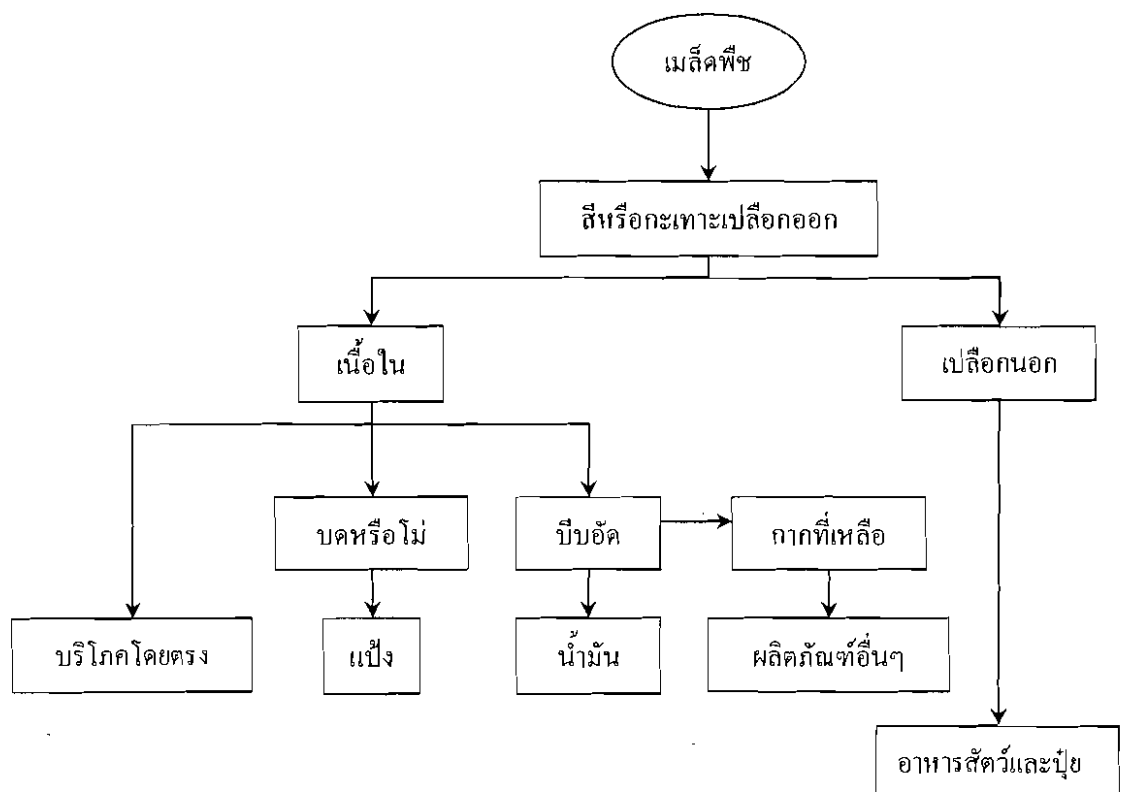 เมล็ดพืช
สีหรือกะเทาะเปลือกออก
เนื้อใน
เปลือกนอก
บดหรือโม่
บีบอัด
กากที่เหลือ
บริโภคโดยตรง
แป้ง
น้ำมัน
ผลิตภัณฑ์อื่นๆ
อาหารสัตว์และปุ๋ย